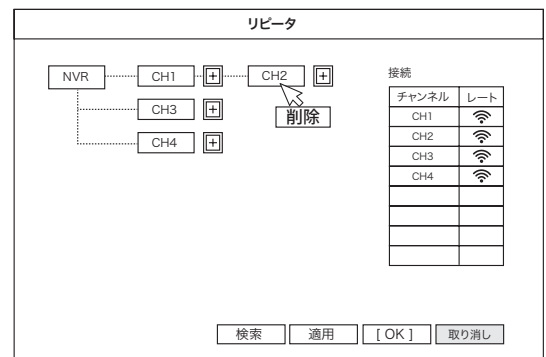 リピータ
NVR CH1 + CH2 +
削除
CH3 +
CH4 +
接続
チャンネル レート
CH1
CH2
CH3
CH4
検索 適用 [ OK ] 取り消し